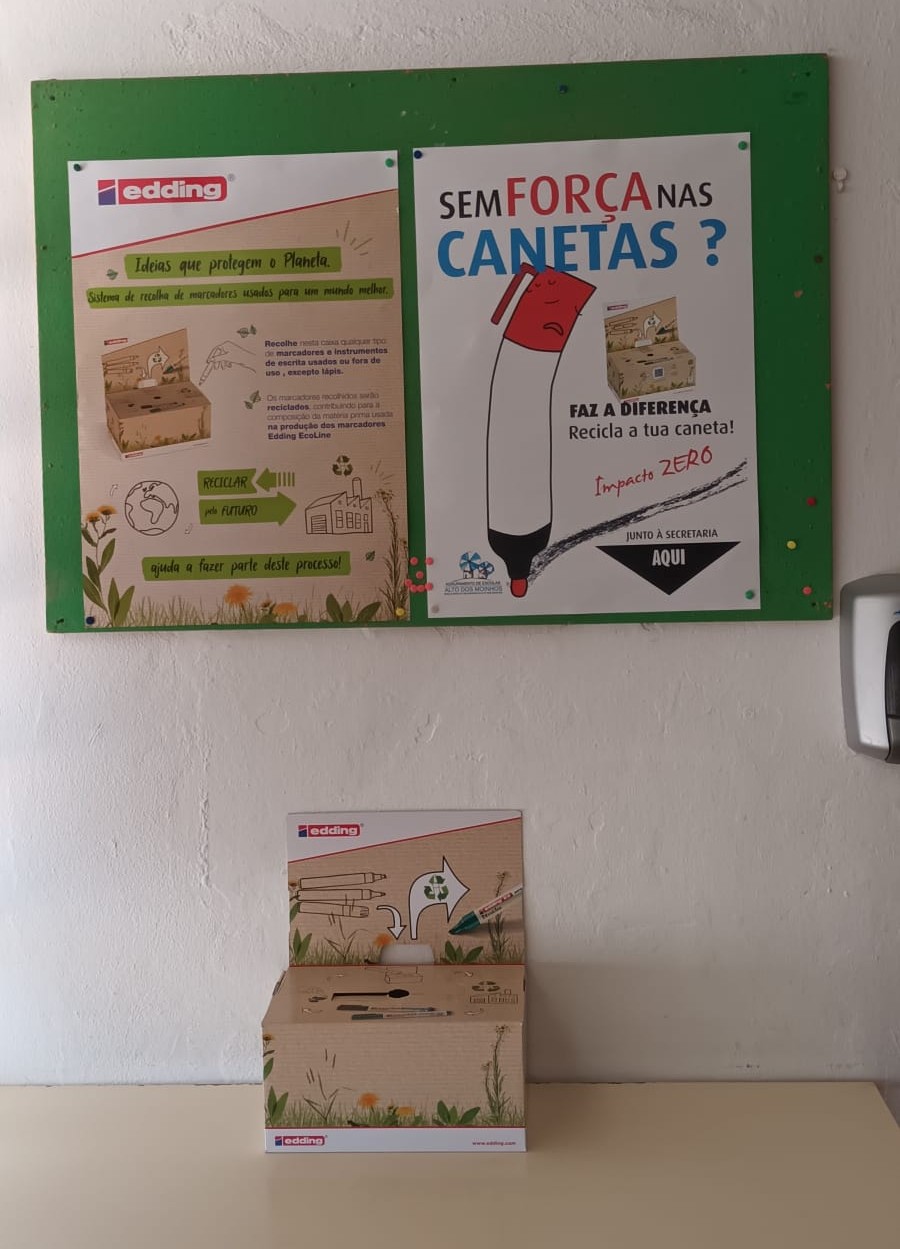 edding
Ideias que protegem o Planeta.
Sistema de recolha de marcadores usados para um mundo melhor.
Recolhe nesta caixa qualquer tipo
de marcadores e instrumentos
de escrita usados ou fora de
uso , excepto lápis.
Os marcadores recolhidos serão
reciclados, contribuindo para a
composição da matéria prima usada
na produção dos marcadores
Edding EcoLine
RECICLAR
pelo FUTURO
ajuda a fazer parte deste processo!
SEM FORÇA NAS
CANETAS ?
FAZ A DIFERENÇA
Recicla a tua caneta!
Impacto ZERO
JUNTO À SECRETARIA
AQUI
AGRUPAMENTO DE ESCOLAS
ALTO DOS MOINHOS
edding
edding
www.edding.com